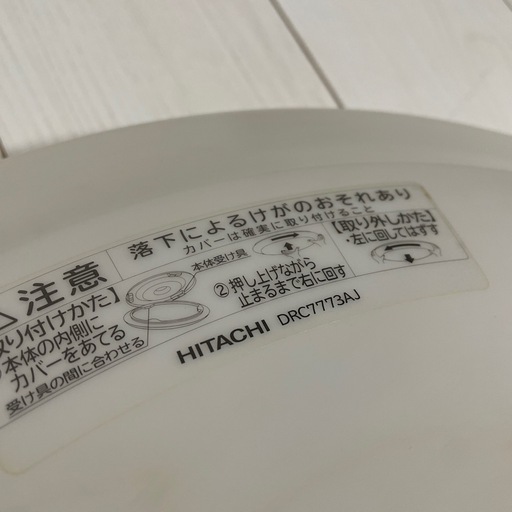 ⚠注意
落下によるけがのおそれあり
カバーは確実に取り付けること
【取り付けかた】
①本体の内側に
カバーをあてる
受け具の間に合わせる
本体受け具
②押し上げながら
止まるまで右に回す
【取り外しかた】
・左に回してはずす
HITACHI DRC7773AJ